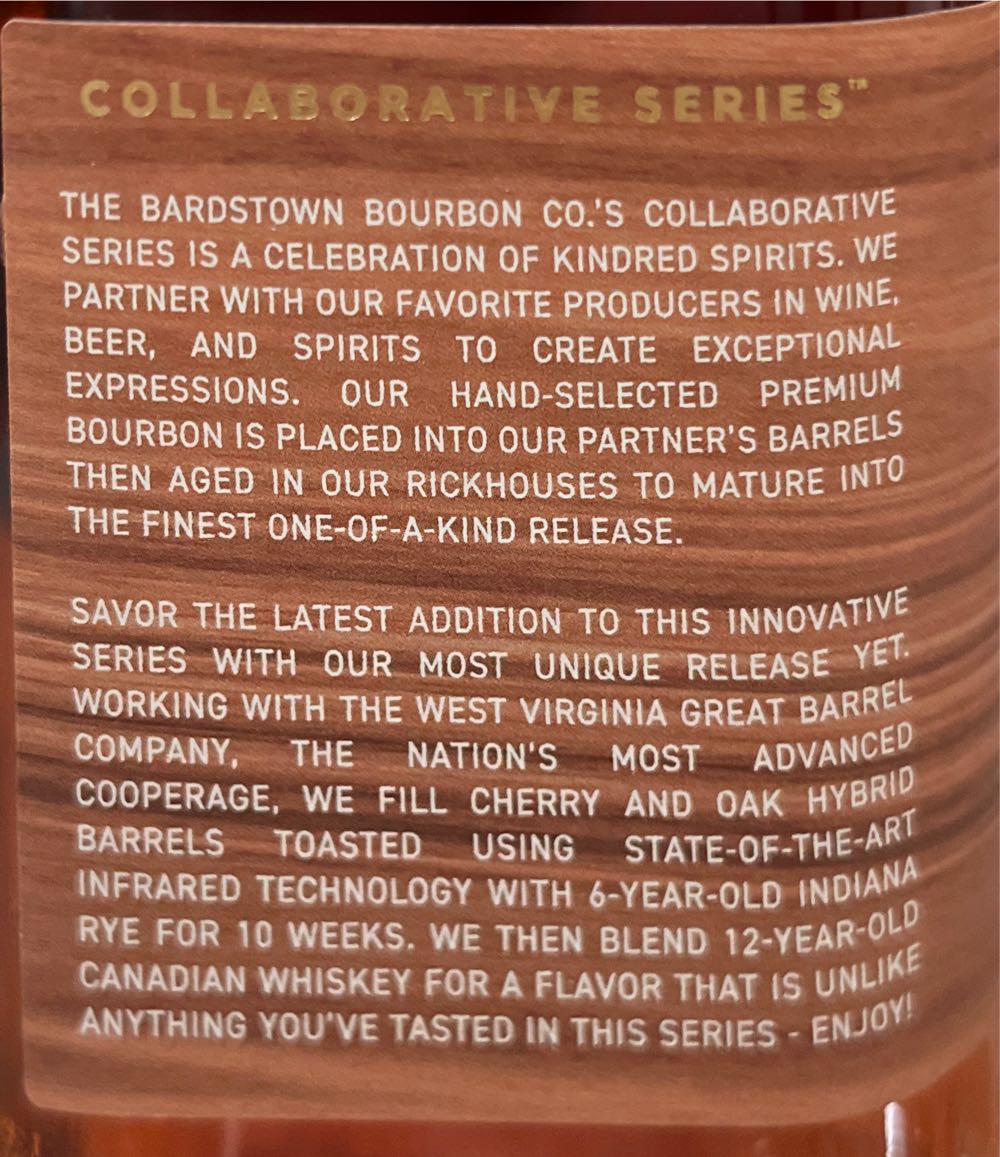 COLLABORATIVE SERIES™
THE BARDSTOWN BOURBON CO.'S COLLABORATIVE
SERIES IS A CELEBRATION OF KINDRED SPIRITS. WE
PARTNER WITH OUR FAVORITE PRODUCERS IN WINE,
BEER, AND SPIRITS TO CREATE EXCEPTIONAL
EXPRESSIONS. OUR HAND-SELECTED PREMIUM
BOURBON IS PLACED INTO OUR PARTNER'S BARRELS
THEN AGED IN OUR RICKHOUSES TO MATURE INTO
THE FINEST ONE-OF-A-KIND RELEASE.
SAVOR THE LATEST ADDITION TO THIS INNOVATIVE
SERIES WITH OUR MOST UNIQUE RELEASE YET.
WORKING WITH THE WEST VIRGINIA GREAT BARREL
COMPANY, THE NATION'S MOST ADVANCED
COOPERAGE, WE FILL CHERRY AND OAK HYBRID
BARRELS TOASTED USING STATE-OF-THE-ART
INFRARED TECHNOLOGY WITH 6-YEAR-OLD INDIANA
RYE FOR 10 WEEKS. WE THEN BLEND 12-YEAR-OLD
CANADIAN WHISKEY FOR A FLAVOR THAT IS UNLIKE
ANYTHING YOU'VE TASTED IN THIS SERIES - ENJOY!